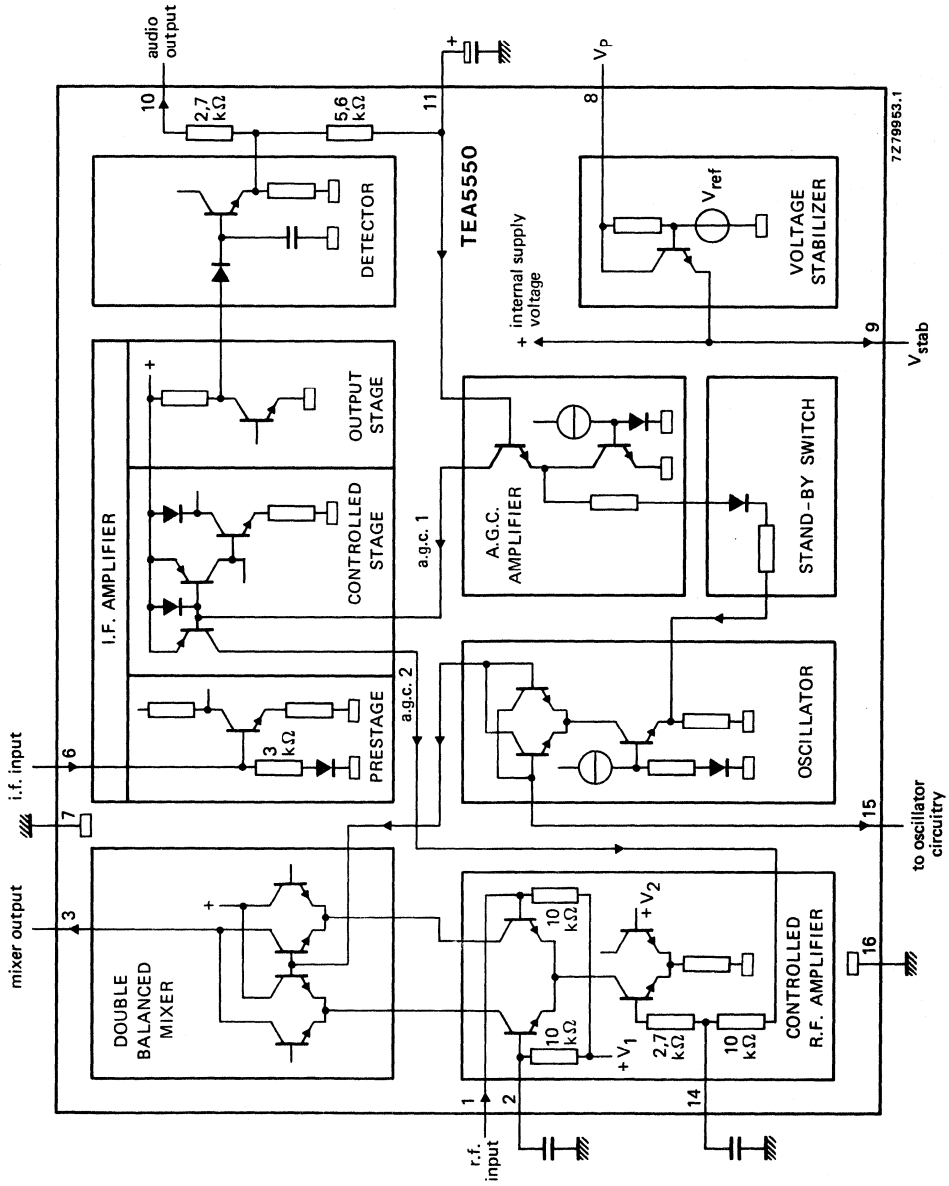 mixer output
3
7
i.f. input
6
DOUBLE
BALANCED
MIXER
+
I.F. AMPLIFIER
3
kΩ
PRESTAGE
CONTROLLED
STAGE
+
OUTPUT
STAGE
DETECTOR
10
audio
output
2,7
kΩ
5,6
kΩ
11
+
a.g.c. 2
a.g.c. 1
TEA5550
1
r.f.
input
2
14
10
kΩ
10
kΩ
+V1
+V2
2,7
kΩ
10
kΩ
CONTROLLED
R.F. AMPLIFIER
16
OSCILLATOR
15
to oscillator
circuitry
A.G.C.
AMPLIFIER
STAND–BY SWITCH
+ internal supply
voltage
9
Vstab
Vref
VOLTAGE
STABILIZER
8
VP
7Z79953.1